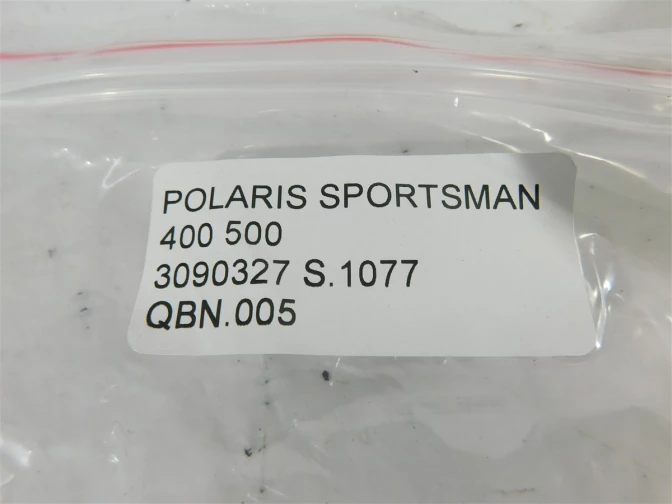 POLARIS SPORTSMAN
400 500
3090327 S.1077
QBN.005